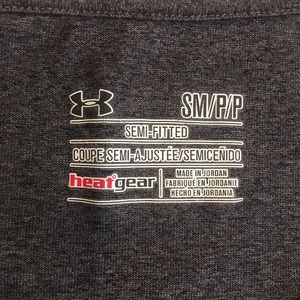 SM/P/P
SEMI-FITTED
COUPE SEMI-AJUSTÉE/SEMICEÑIDO
heatgear
MADE IN JORDAN
FABRIQUÉ EN JORDANIE
HECHO EN JORDANIA